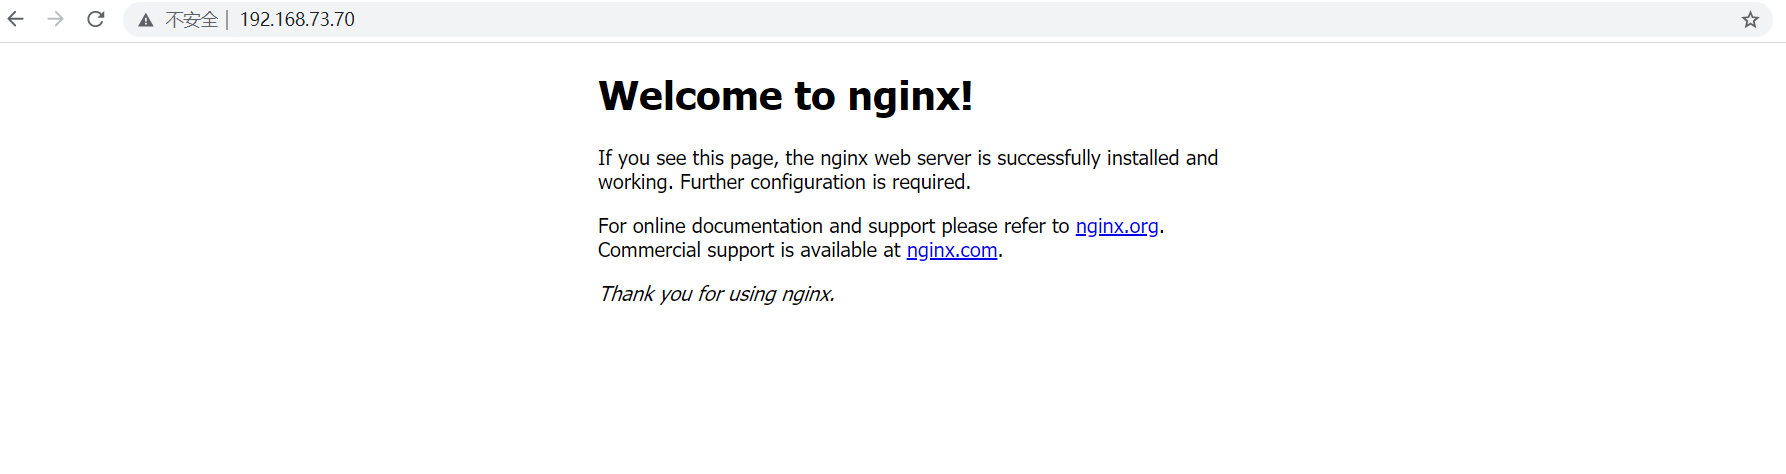 不安全 | 192.168.73.70
Welcome to nginx!
If you see this page, the nginx web server is successfully installed and
working. Further configuration is required.
For online documentation and support please refer to nginx.org.
Commercial support is available at nginx.com.
Thank you for using nginx.